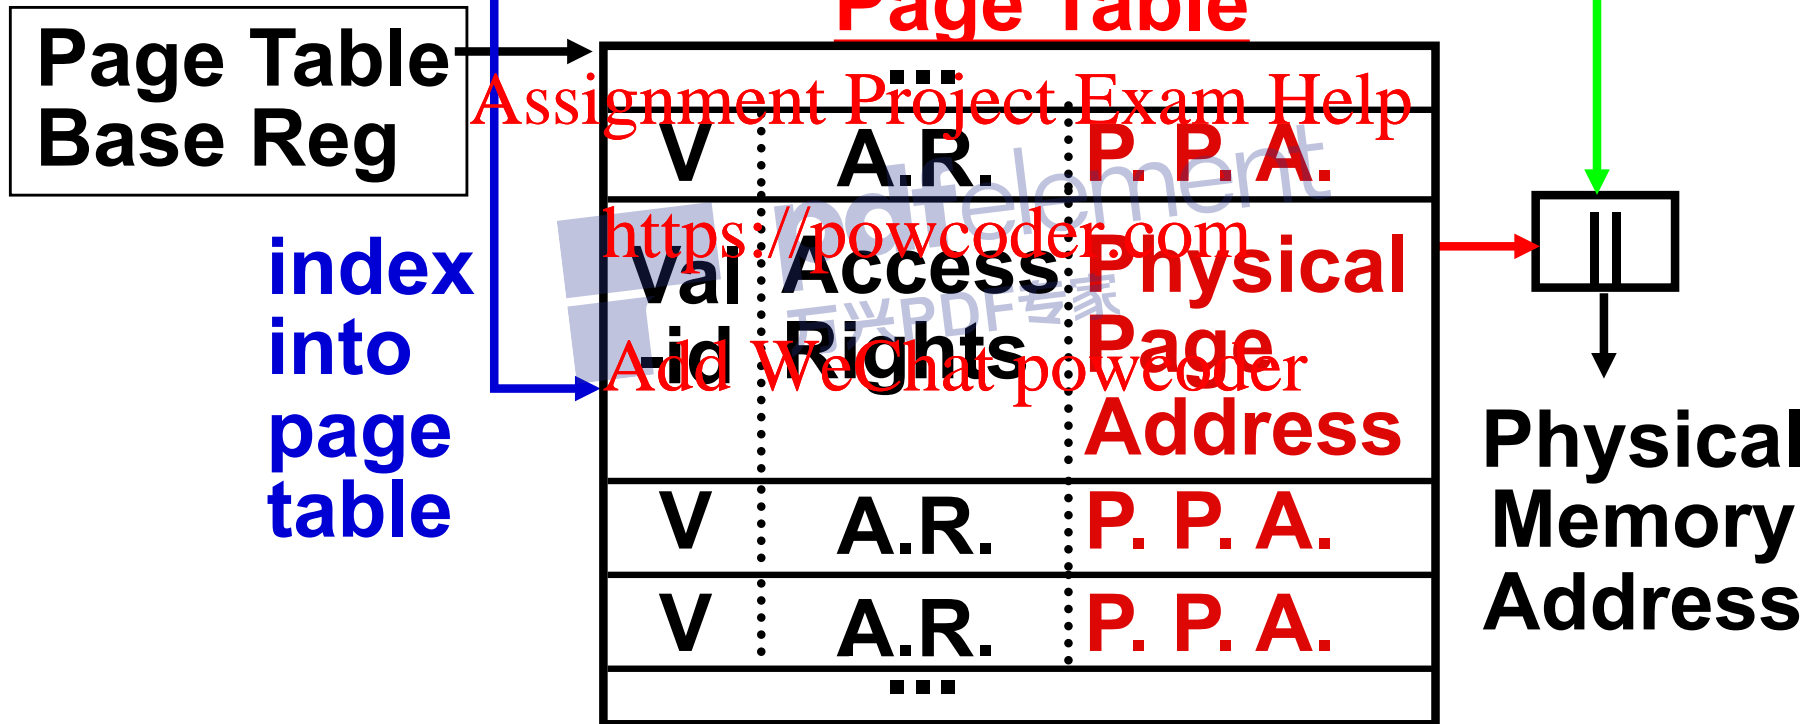 Page Table
Page Table
Base Reg
...
Assignment Project Exam Help
V A.R. P. P. A.
pdfelement
https://powcoder.com
index
into
page
table
Val
-id
Access
Rights
Physical
Page
Address
万兴PDF专家
Add WeChat powcoder
||
V A.R. P. P. A.
V A.R. P. P. A.
...
Physical
Memory
Address